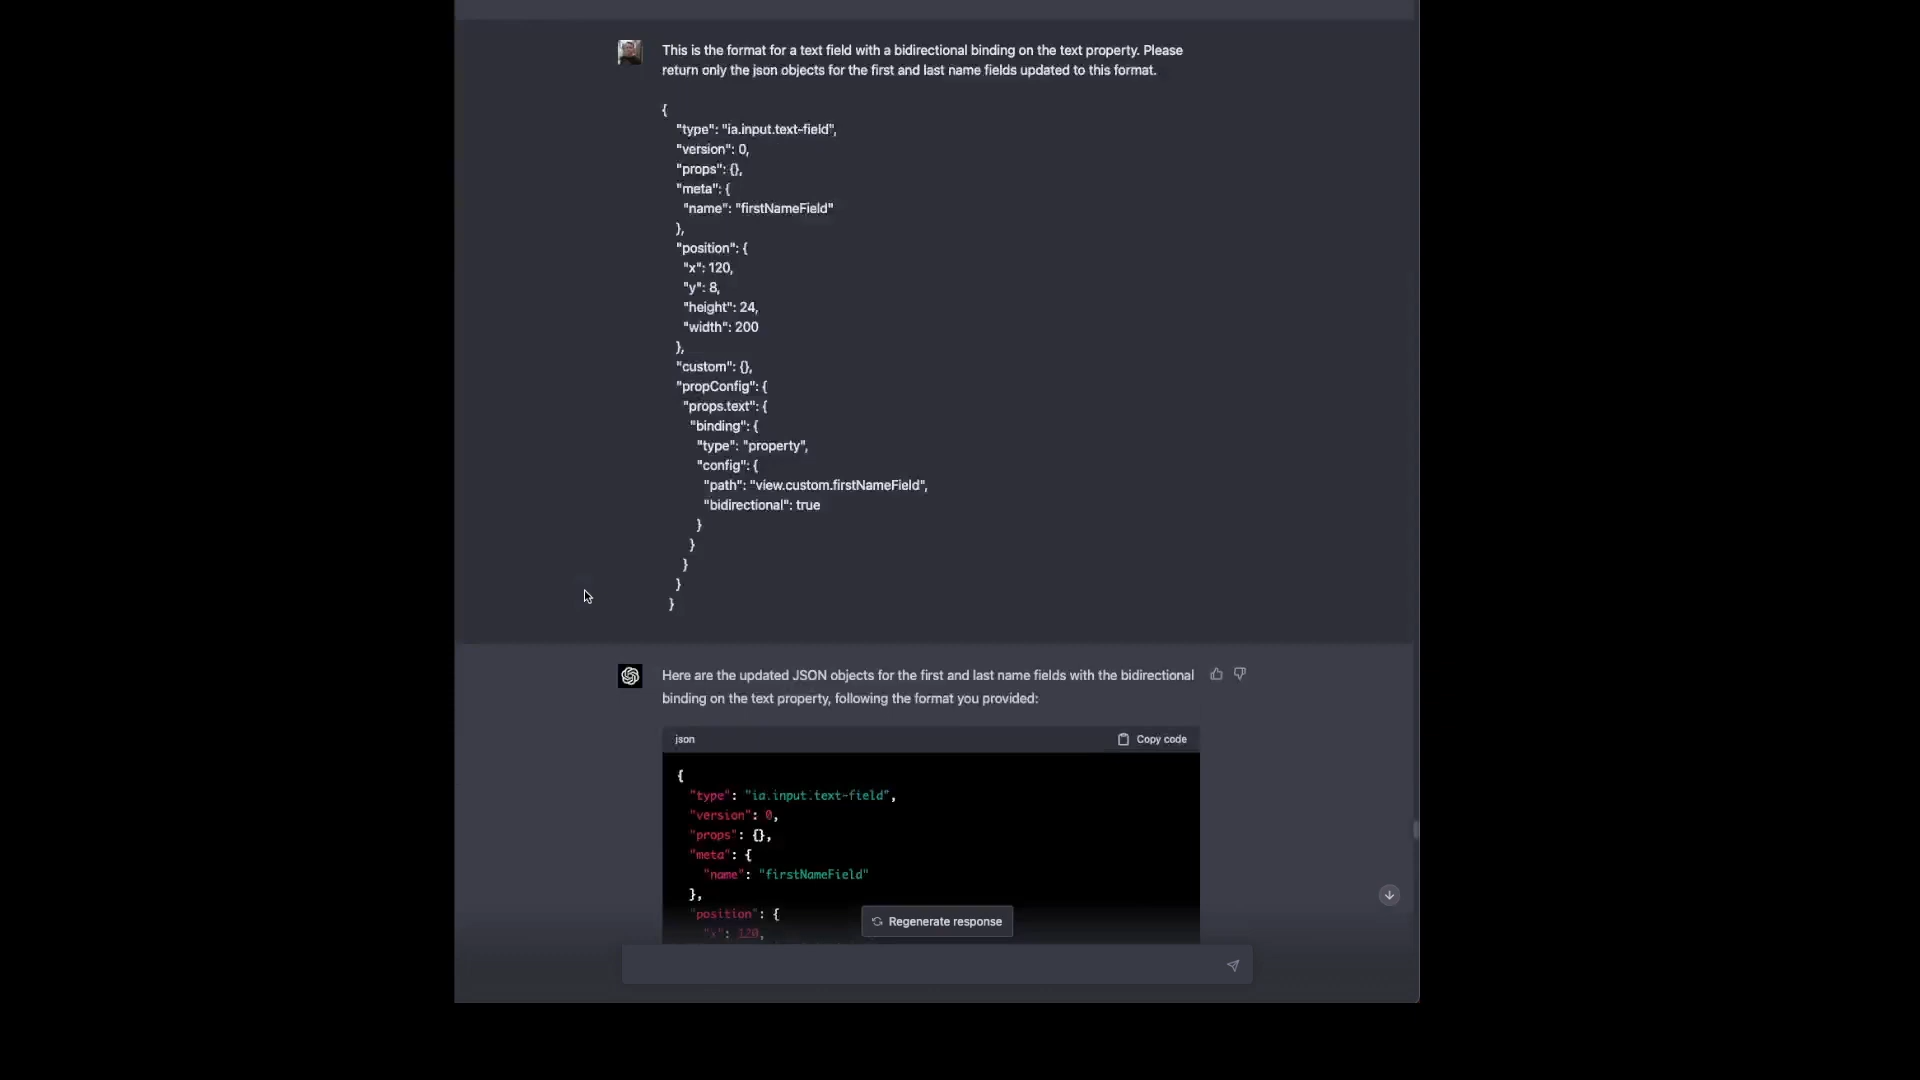 This is the format for a text field with a bidirectional binding on the text property. Please
return only the json objects for the first and last name fields updated to this format.
{
"type": "ia.input.text-field",
"version": 0,
"props": {},
"meta": {
"name": "firstNameField"
},
"position": {
"x": 120,
"y": 8,
"height": 24,
"width": 200
},
"custom": {},
"propConfig": {
"props.text": {
"binding": {
"type": "property",
"config": {
"path": "view.custom.firstNameField",
"bidirectional": true
}
}
}
}
}
Here are the updated JSON objects for the first and last name fields with the bidirectional
binding on the text property, following the format you provided:
json Copy code
{
"type": "ia.input.text-field",
"version": 0,
"props": {},
"meta": {
"name": "firstNameField"
},
"position": {
"x": 120,
Regenerate response